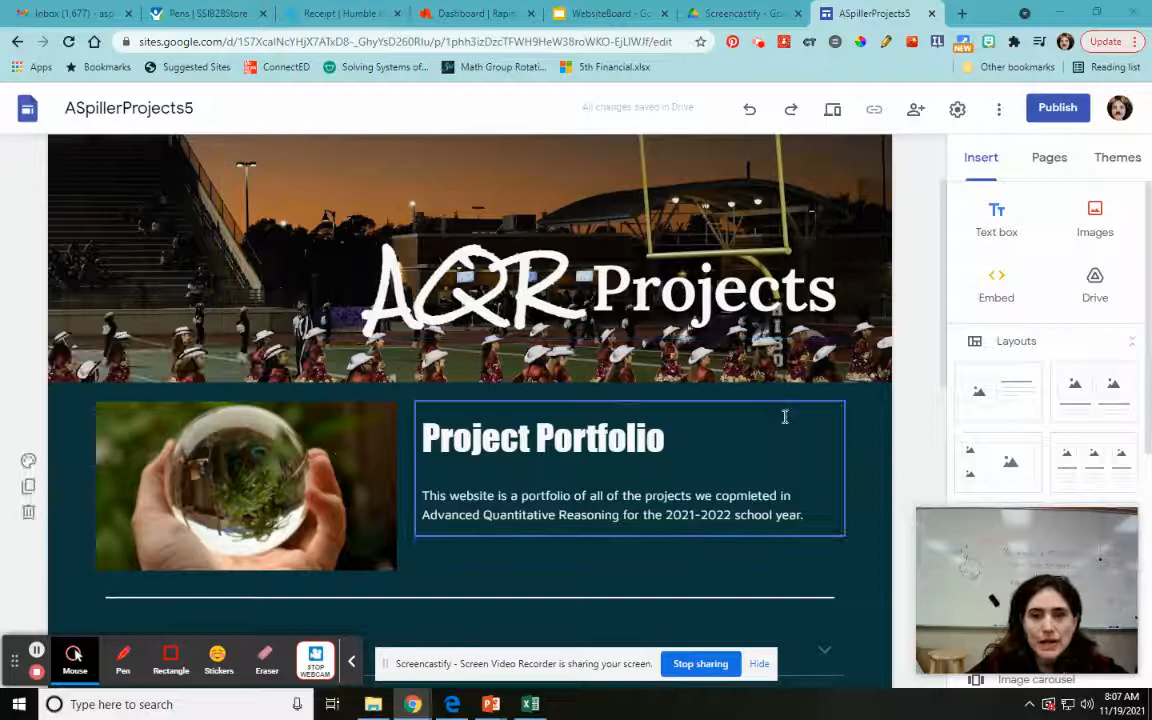 Inbox (1,677) - asp
Pens | SSIB2BStore
Receipt | Humble
Dashboard | Rapin
WebsiteBoard - Go
Screencastify - Go
ASpillerProjects5
sites.google.com/d/1S7XcaINcYHjX7ATxD8-_GhyYsD260Rlu/p/1phh3izDzcTFWH9HeW38roWKO-EjLlWJf/edit
Update
Apps
Bookmarks
Suggested Sites
ConnectED
Solving Systems of...
Math Group Rotati...
5th Financial.xlsx
Other bookmarks
Reading list
ASpillerProjects5
All changes saved in Drive
Publish
Insert
Pages
Themes
Text box
Images
Embed
Drive
Layouts
AQR Projects
Project Portfolio
This website is a portfolio of all of the projects we copmleted in
Advanced Quantitative Reasoning for the 2021-2022 school year.
Image carousel
Mouse
Pen
Rectangle
Stickers
Eraser
STOP
WEBCAM
Screencastify - Screen Video Recorder is sharing your screen.
Stop sharing
Hide
Type here to search
8:07 AM
11/19/2021